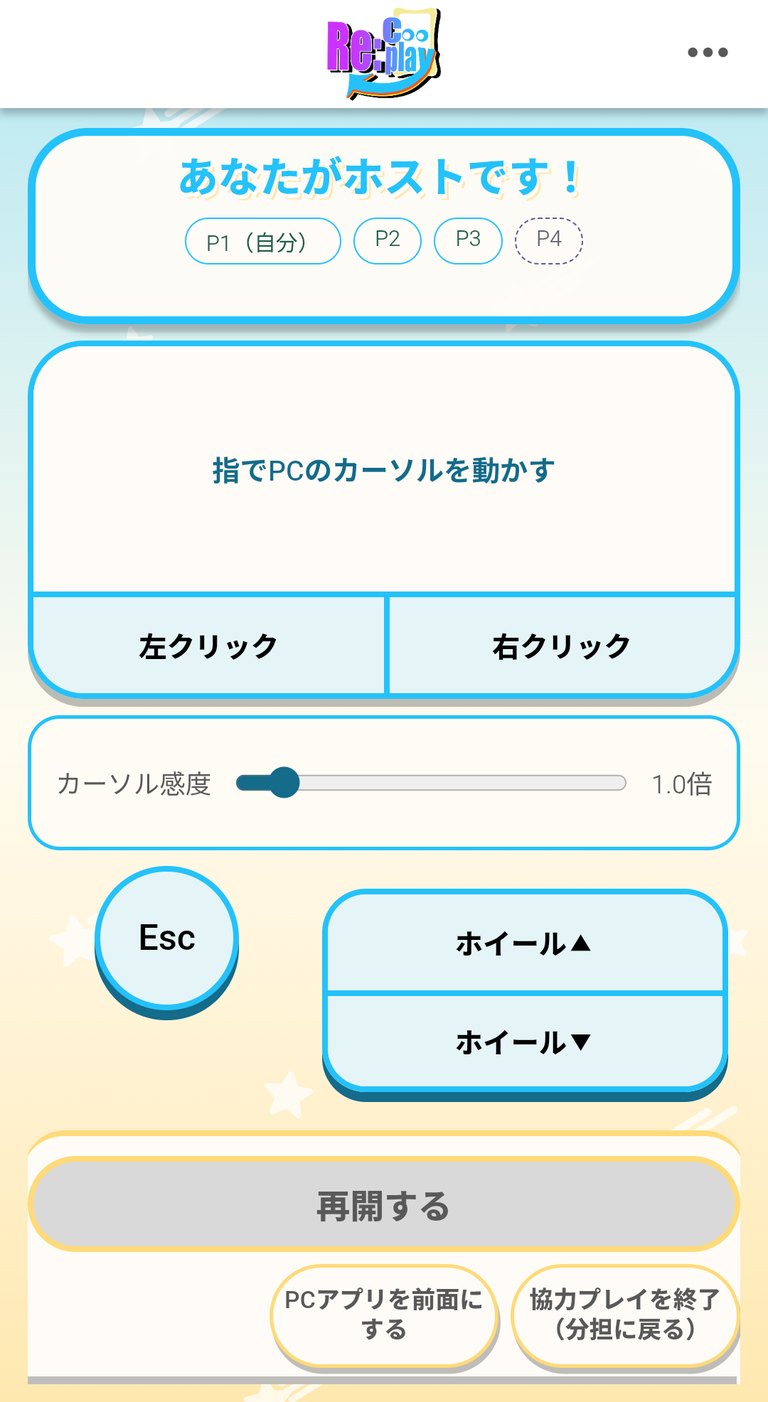 Re:Coo
play
あなたがホストです！
P1（自分） P2 P3 P4
指でPCのカーソルを動かす
左クリック 右クリック
カーソル感度 1.0倍
Esc
ホイール▲
ホイール▼
再開する
PCアプリを前面に
する
協力プレイを終了
（分担に戻る）